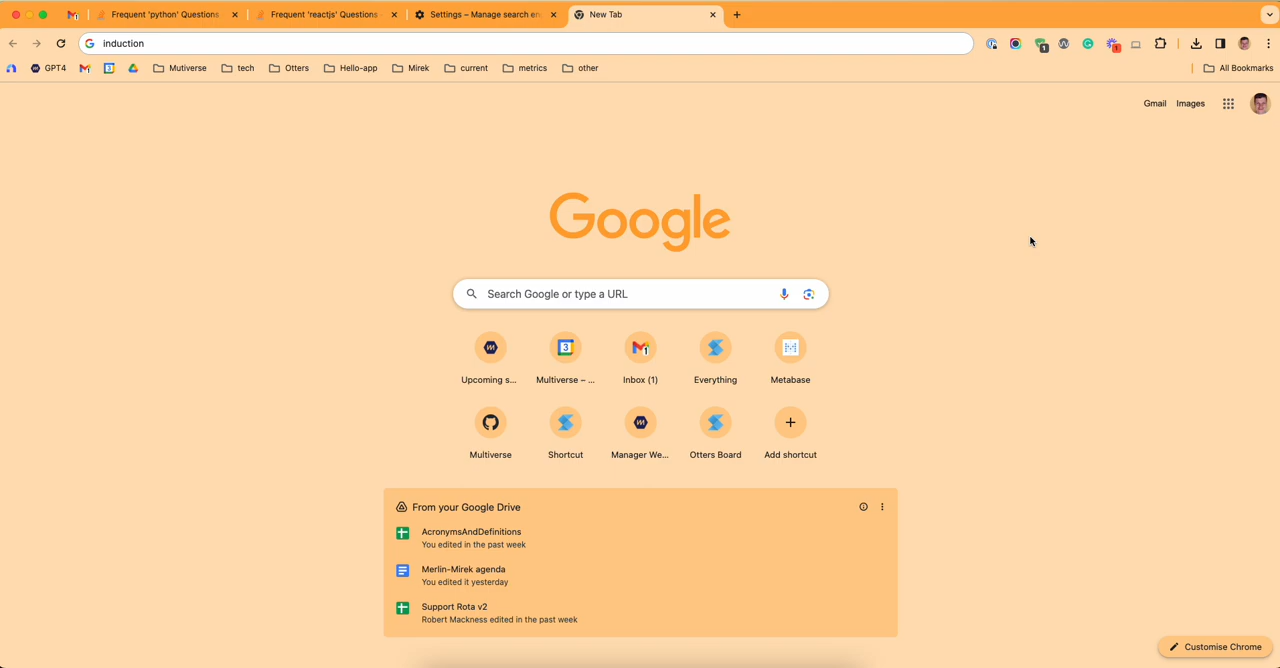 Frequent 'python' Questions
Frequent 'reactjs' Questions
Settings – Manage search en
New Tab
induction
1
1
GPT4
Mutiverse
tech
Otters
Hello-app
Mirek
current
metrics
other
All Bookmarks
Gmail
Images
Google
Search Google or type a URL
3
1
Upcoming s...
Multiverse – ...
Inbox (1)
Everything
Metabase
Multiverse
Shortcut
Manager We...
Otters Board
Add shortcut
From your Google Drive
AcronymsAndDefinitions
You edited in the past week
Merlin-Mirek agenda
You edited it yesterday
Support Rota v2
Robert Mackness edited in the past week
Customise Chrome